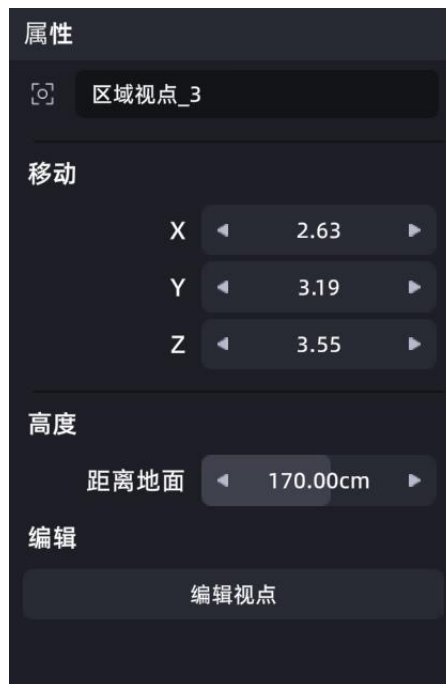 属性
区域视点_3
移动
X 2.63
Y 3.19
Z 3.55
高度
距离地面 170.00cm
编辑
编辑视点